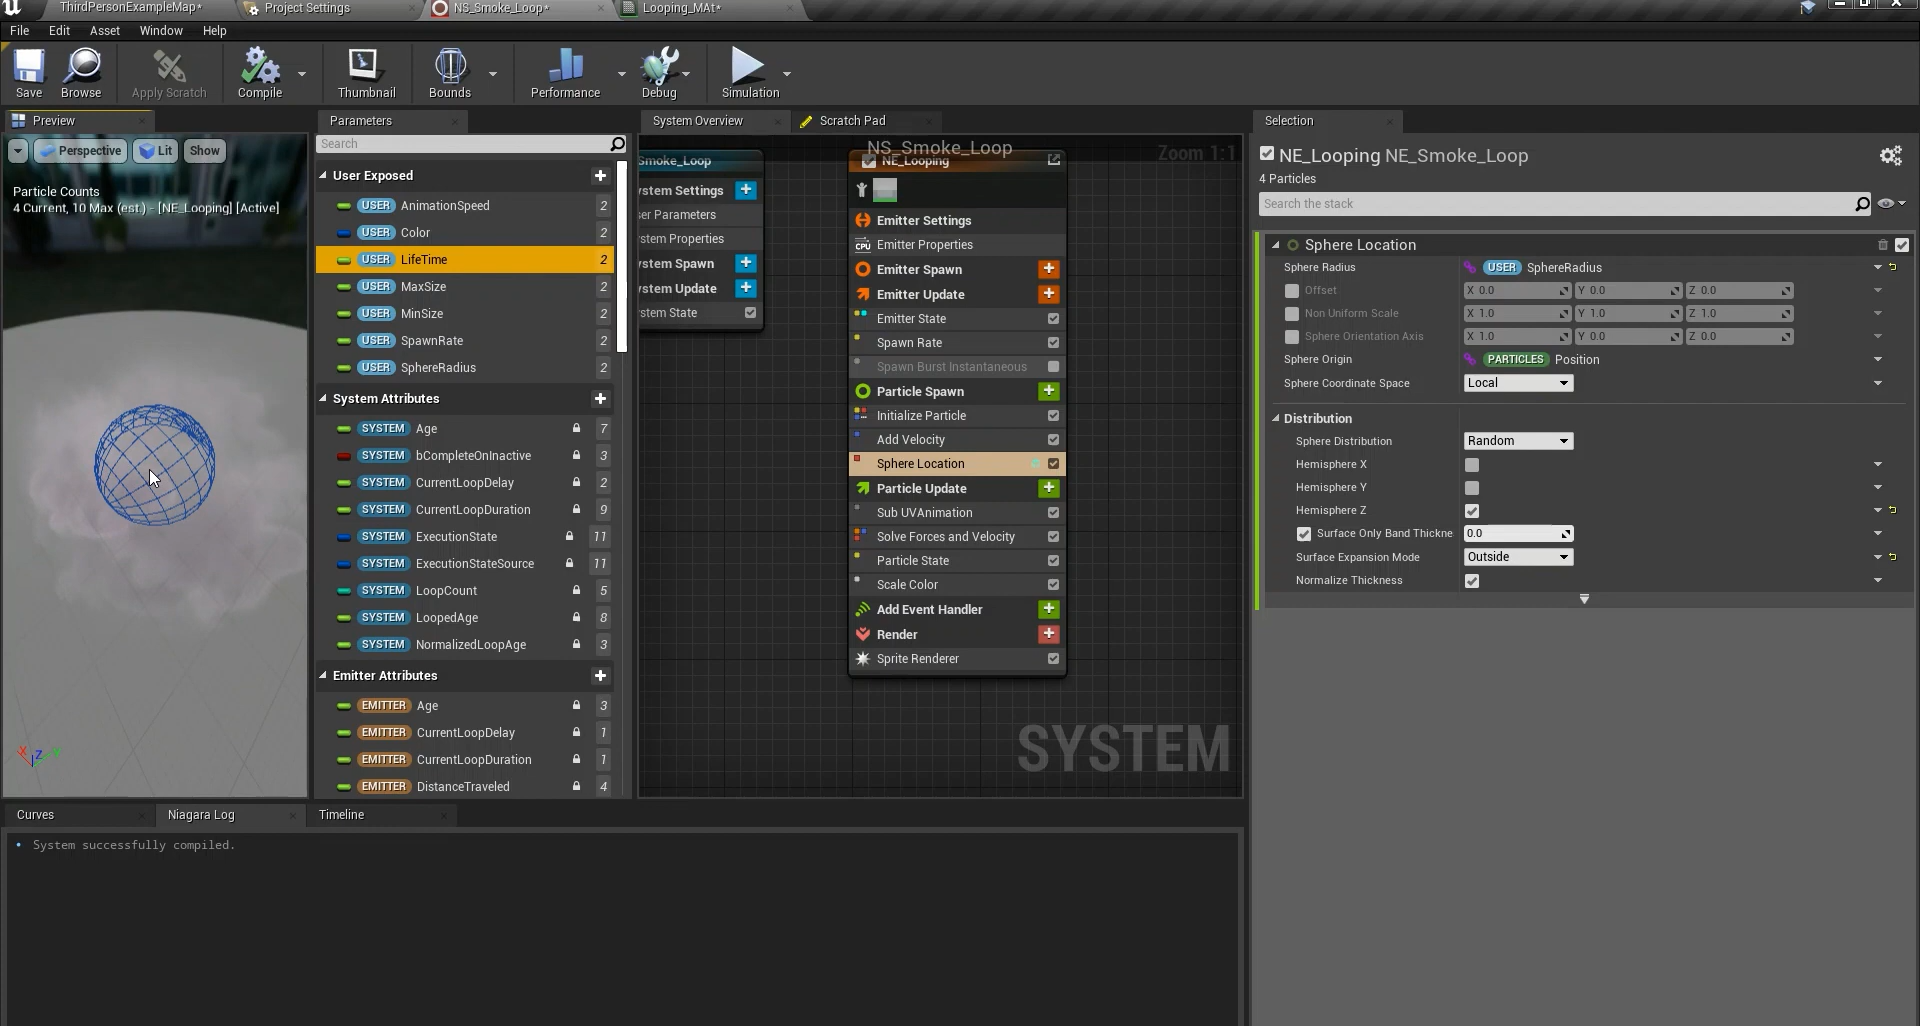 ThirdPersonExampleMap*
Project Settings
NS_Smoke_Loop*
Looping_MAt*
File Edit Asset Window Help
Save Browse Apply Scratch Compile Thumbnail Bounds Performance Debug Simulation
Preview
Perspective Lit Show
Particle Counts
4 Current, 10 Max (est.) - [NE_Looping] [Active]
X Z Y
Parameters
Search
User Exposed
USER AnimationSpeed 2
USER Color 2
USER LifeTime 2
USER MaxSize 2
USER MinSize 2
USER SpawnRate 2
USER SphereRadius 2
System Attributes
SYSTEM Age 7
SYSTEM bCompleteOnInactive 3
SYSTEM CurrentLoopDelay 2
SYSTEM CurrentLoopDuration 9
SYSTEM ExecutionState 11
SYSTEM ExecutionStateSource 11
SYSTEM LoopCount 5
SYSTEM LoopedAge 8
SYSTEM NormalizedLoopAge 3
Emitter Attributes
EMITTER Age 3
EMITTER CurrentLoopDelay 1
EMITTER CurrentLoopDuration 1
EMITTER DistanceTraveled 4
System Overview
Scratch Pad
NS_Smoke_Loop
Zoom 1:1
Smoke_Loop
ystem Settings
ser Parameters
ystem Properties
ystem Spawn
ystem Update
stem State
NE_Looping
Emitter Settings
CPU Emitter Properties
Emitter Spawn
Emitter Update
Emitter State
Spawn Rate
Spawn Burst Instantaneous
Particle Spawn
Initialize Particle
Add Velocity
Sphere Location
Particle Update
Sub UVAnimation
Solve Forces and Velocity
Particle State
Scale Color
Add Event Handler
Render
Sprite Renderer
SYSTEM
Selection
NE_Looping NE_Smoke_Loop
4 Particles
Search the stack
Sphere Location
Sphere Radius USER SphereRadius
Offset X 0.0 Y 0.0 Z 0.0
Non Uniform Scale X 1.0 Y 1.0 Z 1.0
Sphere Orientation Axis X 1.0 Y 0.0 Z 0.0
Sphere Origin PARTICLES Position
Sphere Coordinate Space Local
Distribution
Sphere Distribution Random
Hemisphere X
Hemisphere Y
Hemisphere Z
Surface Only Band Thickne 0.0
Surface Expansion Mode Outside
Normalize Thickness
Curves
Niagara Log
Timeline
• System successfully compiled.